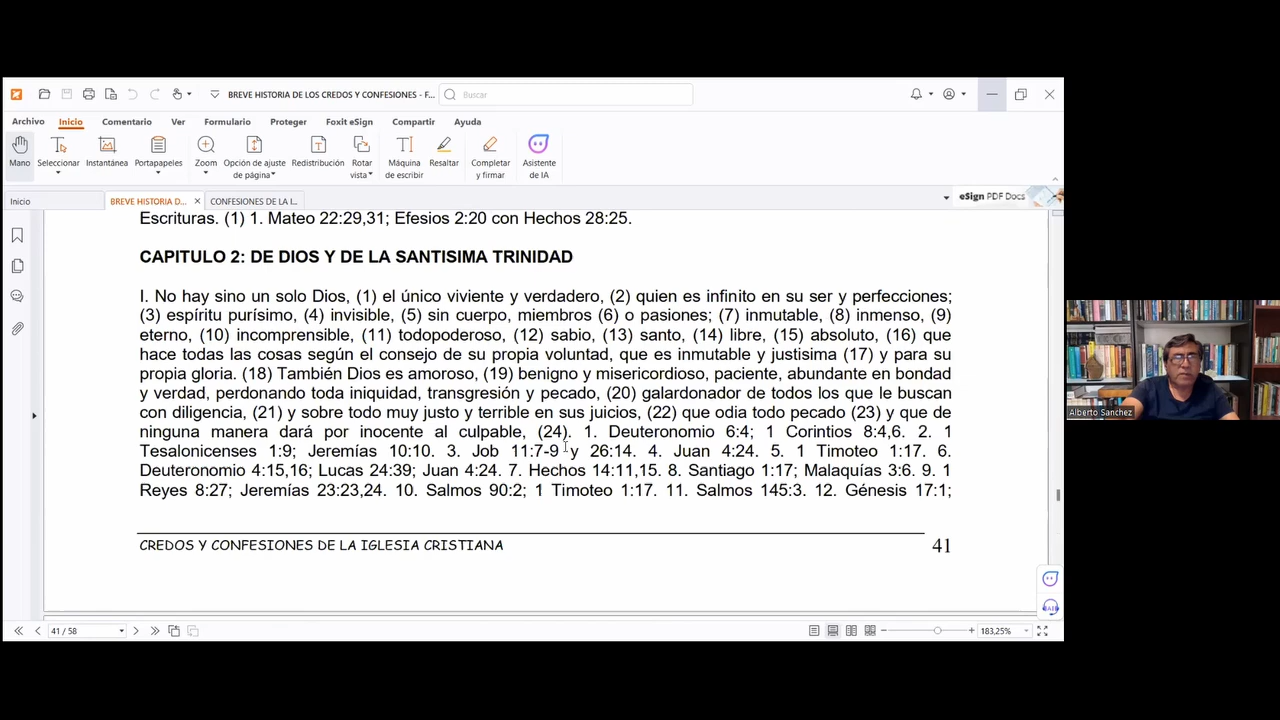 BREVE HISTORIA DE LOS CREDOS Y CONFESIONES - F...
Buscar
Archivo Inicio Comentario Ver Formulario Proteger Foxit eSign Compartir Ayuda
Mano Seleccionar Instantánea Portapapeles Zoom Opción de ajuste de página Redistribución Rotar vista Máquina de escribir Resaltar Completar y firmar Asistente de IA
Inicio BREVE HISTORIA D... CONFESIONES DE LA I... eSign PDF Docs
Escrituras. (1) 1. Mateo 22:29,31; Efesios 2:20 con Hechos 28:25.
CAPITULO 2: DE DIOS Y DE LA SANTISIMA TRINIDAD
I. No hay sino un solo Dios, (1) el único viviente y verdadero, (2) quien es infinito en su ser y perfecciones;
(3) espíritu purísimo, (4) invisible, (5) sin cuerpo, miembros (6) o pasiones; (7) inmutable, (8) inmenso, (9)
eterno, (10) incomprensible, (11) todopoderoso, (12) sabio, (13) santo, (14) libre, (15) absoluto, (16) que
hace todas las cosas según el consejo de su propia voluntad, que es inmutable y justisima (17) y para su
propia gloria. (18) También Dios es amoroso, (19) benigno y misericordioso, paciente, abundante en bondad
y verdad, perdonando toda iniquidad, transgresión y pecado, (20) galardonador de todos los que le buscan
con diligencia, (21) y sobre todo muy justo y terrible en sus juicios, (22) que odia todo pecado (23) y que de
ninguna manera dará por inocente al culpable, (24). 1. Deuteronomio 6:4; 1 Corintios 8:4,6. 2. 1
Tesalonicenses 1:9; Jeremías 10:10. 3. Job 11:7-9 y 26:14. 4. Juan 4:24. 5. 1 Timoteo 1:17. 6.
Deuteronomio 4:15,16; Lucas 24:39; Juan 4:24. 7. Hechos 14:11,15. 8. Santiago 1:17; Malaquías 3:6. 9. 1
Reyes 8:27; Jeremías 23:23,24. 10. Salmos 90:2; 1 Timoteo 1:17. 11. Salmos 145:3. 12. Génesis 17:1;
CREDOS Y CONFESIONES DE LA IGLESIA CRISTIANA 41
41 / 58 183,25%
Alberto Sanchez